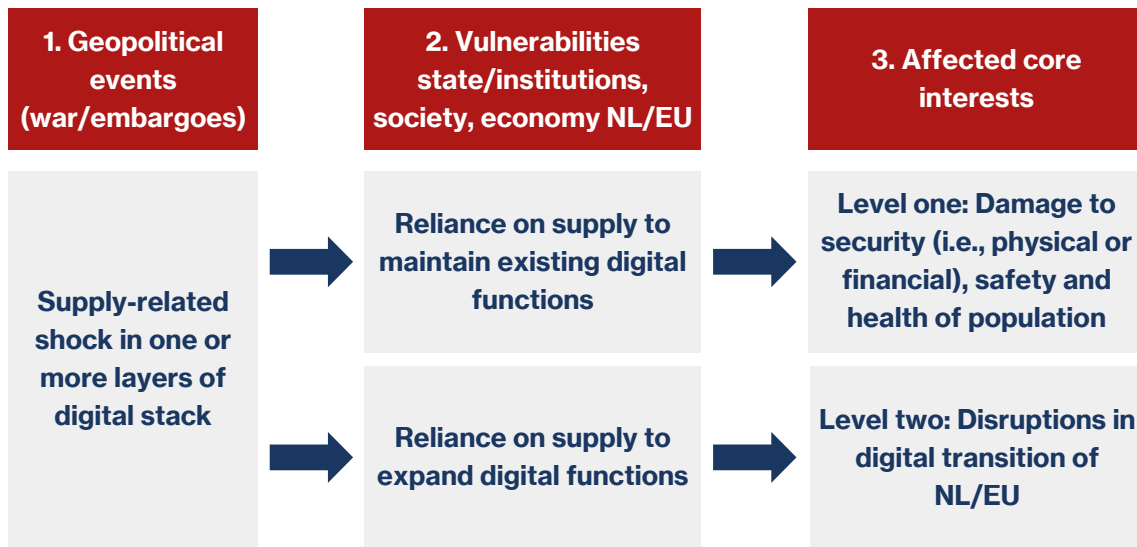 1. Geopolitical
events
(war/embargoes)
2. Vulnerabilities
state/institutions,
society, economy NL/EU
3. Affected core
interests
Supply-related
shock in one or
more layers of
digital stack
Reliance on supply to
maintain existing digital
functions
Level one: Damage to
security (i.e., physical or
financial), safety and
health of population
Reliance on supply to
expand digital functions
Level two: Disruptions in
digital transition of
NL/EU